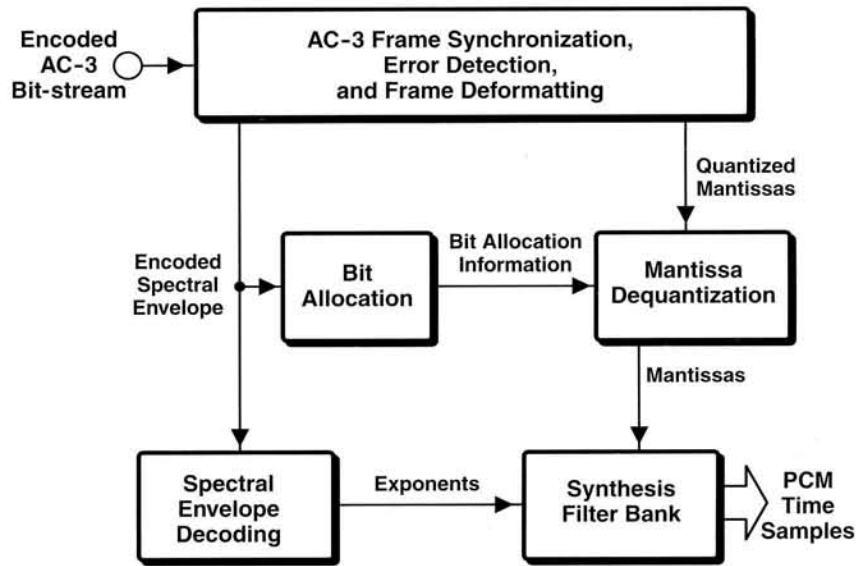 Encoded
AC-3
Bit-stream
AC-3 Frame Synchronization,
Error Detection,
and Frame Deformatting
Quantized
Mantissas
Encoded
Spectral
Envelope
Bit
Allocation
Bit Allocation
Information
Mantissa
Dequantization
Mantissas
Spectral
Envelope
Decoding
Exponents
Synthesis
Filter Bank
PCM
Time
Samples